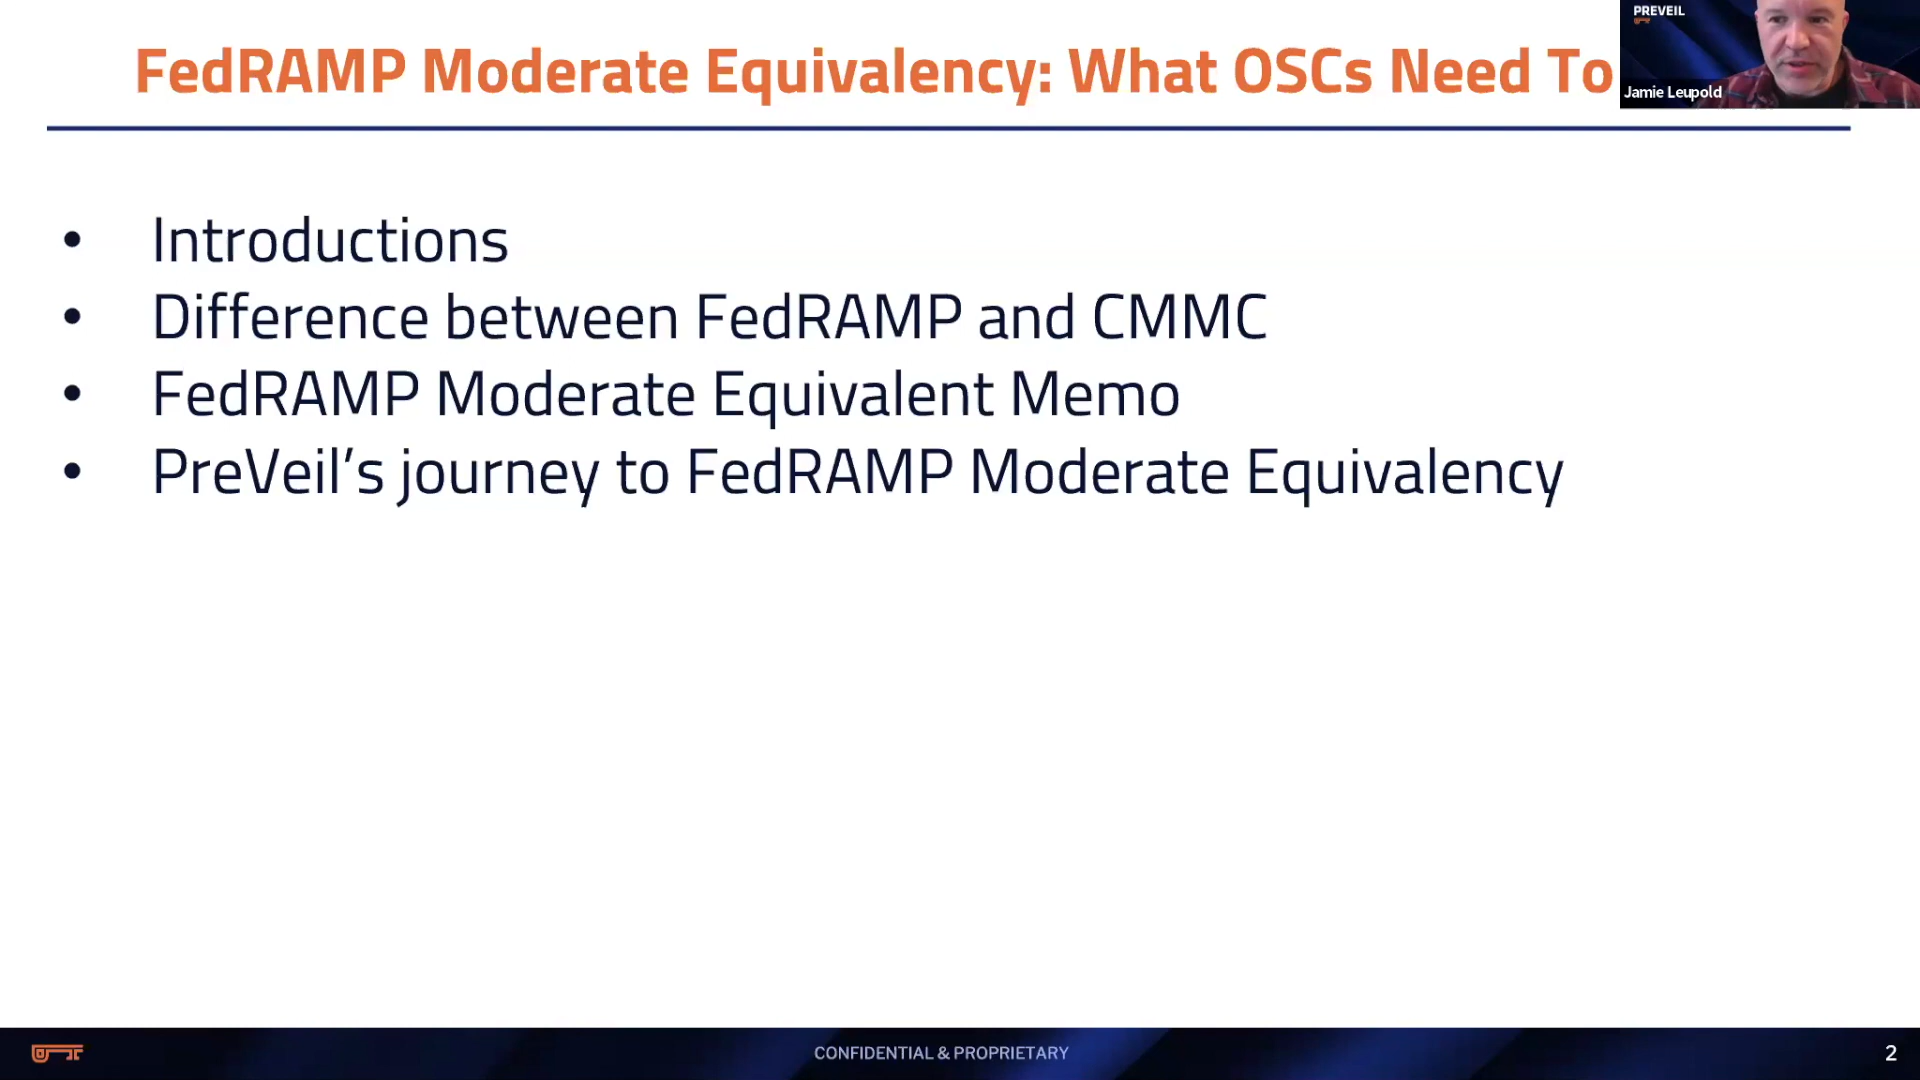 FedRAMP Moderate Equivalency: What OSCs Need To
PREVEIL
Jamie Leupold
• Introductions
• Difference between FedRAMP and CMMC
• FedRAMP Moderate Equivalent Memo
• PreVeil’s journey to FedRAMP Moderate Equivalency
CONFIDENTIAL & PROPRIETARY
2